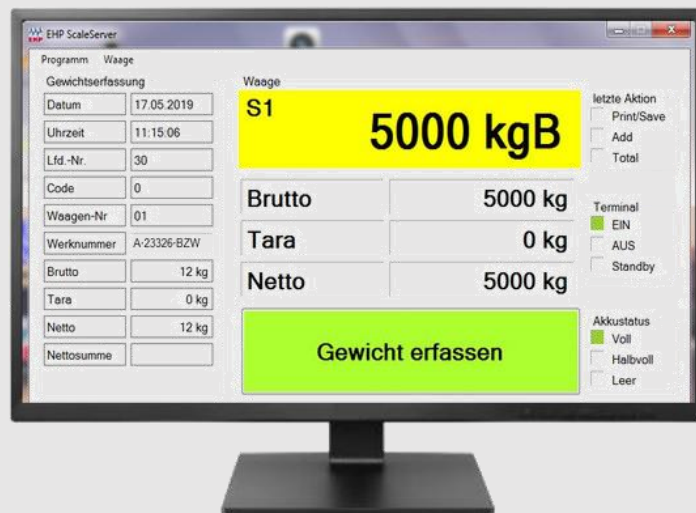 EHP ScaleServer
Programm Waage
Gewichtserfassung
Datum 17.05.2019
Uhrzeit 11:15:06
Lfd.-Nr. 30
Code 0
Waagen-Nr 01
Werknummer A-23326-BZW
Brutto 12 kg
Tara 0 kg
Netto 12 kg
Nettosumme
Waage
S1
5000 kgB
Brutto 5000 kg
Tara 0 kg
Netto 5000 kg
Gewicht erfassen
letzte Aktion
Print/Save
Add
Total
Terminal
EIN
AUS
Standby
Akkustatus
Voll
Halbvoll
Leer